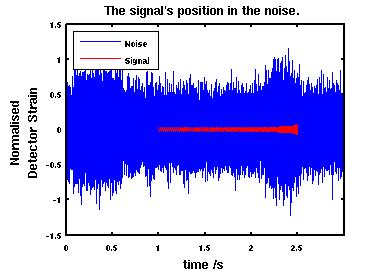 The signal's position in the noise.
1.5
1
0.5
0
-0.5
-1
-1.5
Normalised
Detector Strain
Noise
Signal
0 0.5 1 1.5 2 2.5
time /s